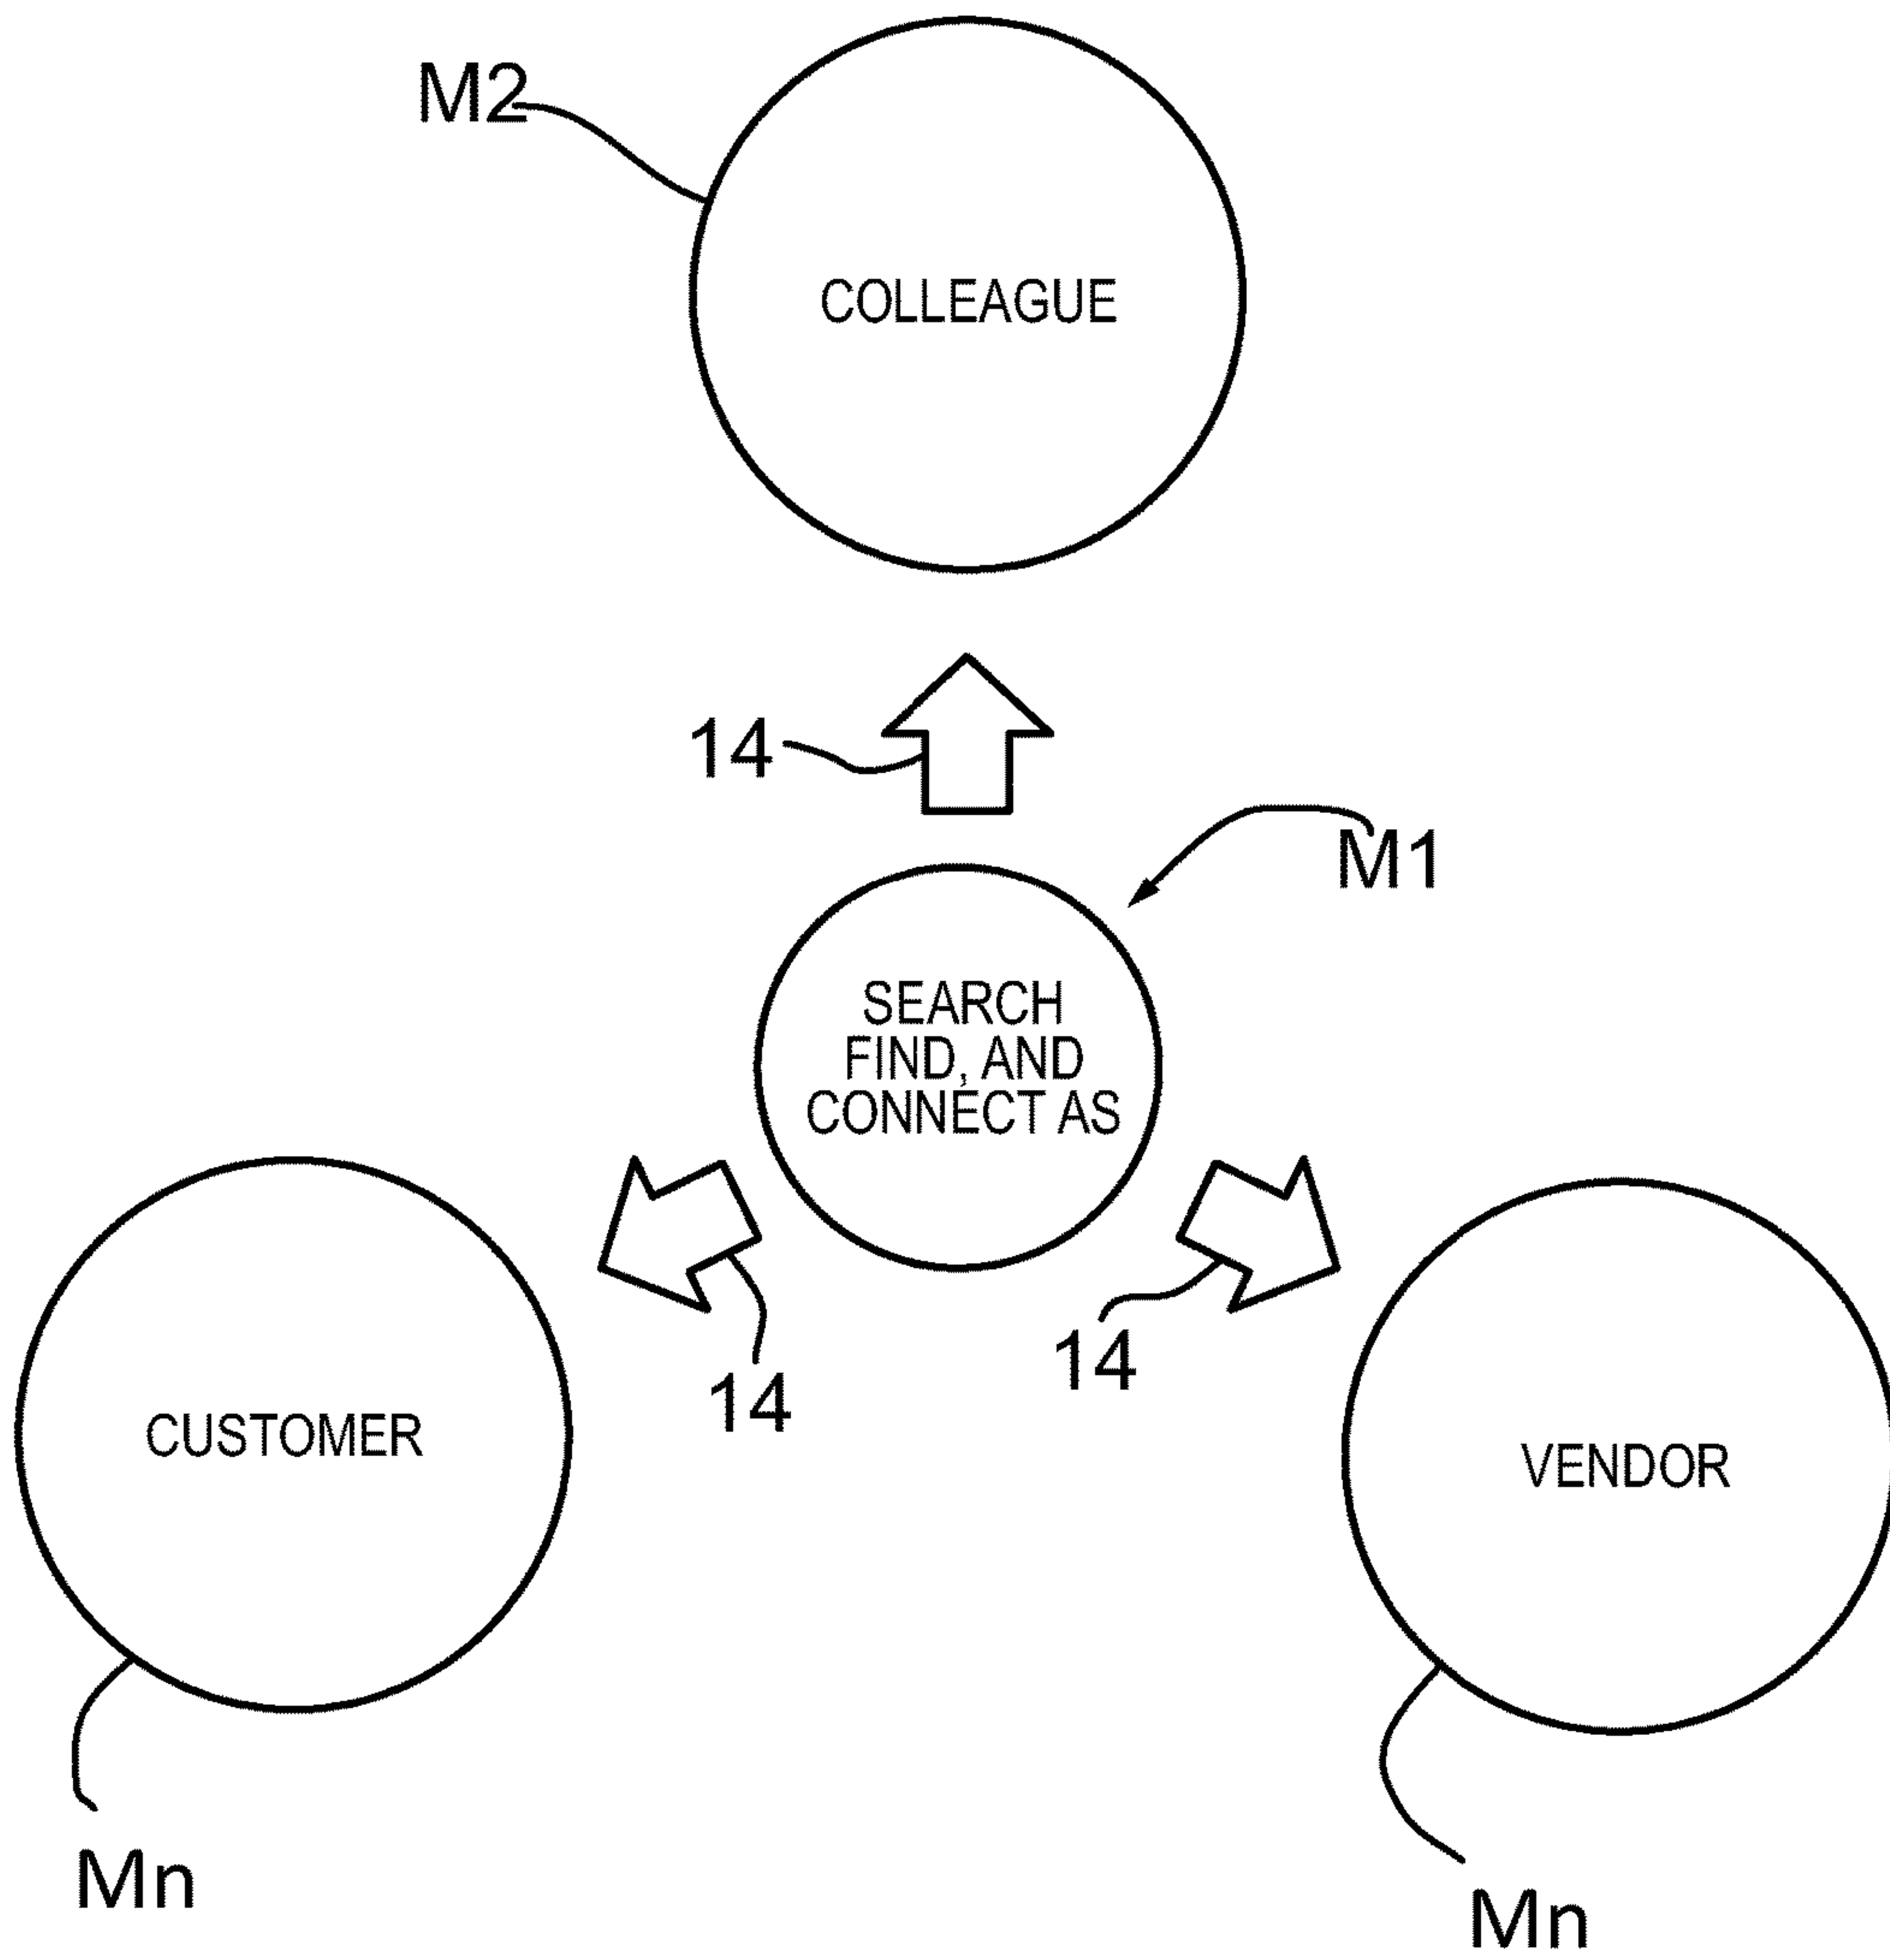 M2
COLLEAGUE
14
M1
SEARCH
FIND, AND
CONNECT AS
14
14
CUSTOMER
VENDOR
Mn
Mn